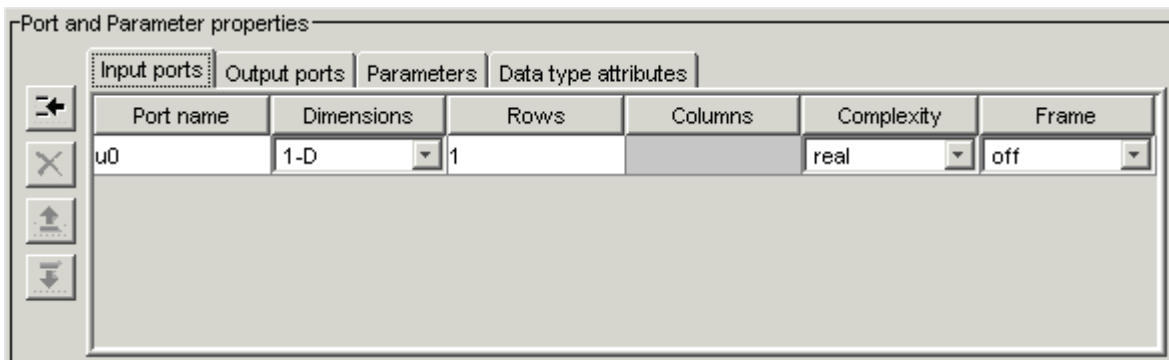 Port and Parameter properties
Input ports Output ports Parameters Data type attributes
Port name Dimensions Rows Columns Complexity Frame
u0 1-D 1 real off